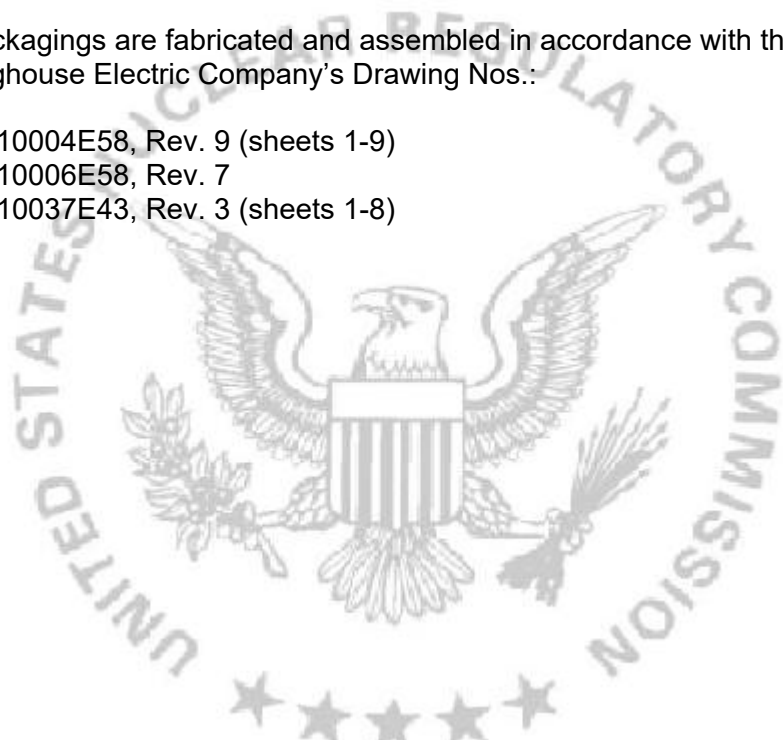 ckagings are fabricated and assembled in accordance with th
ghouse Electric Company's Drawing Nos.:
10004E58, Rev. 9 (sheets 1-9)
10006E58, Rev. 7
10037E43, Rev. 3 (sheets 1-8)
UNITED STATES NUCLEAR REGULATORY COMMISSION